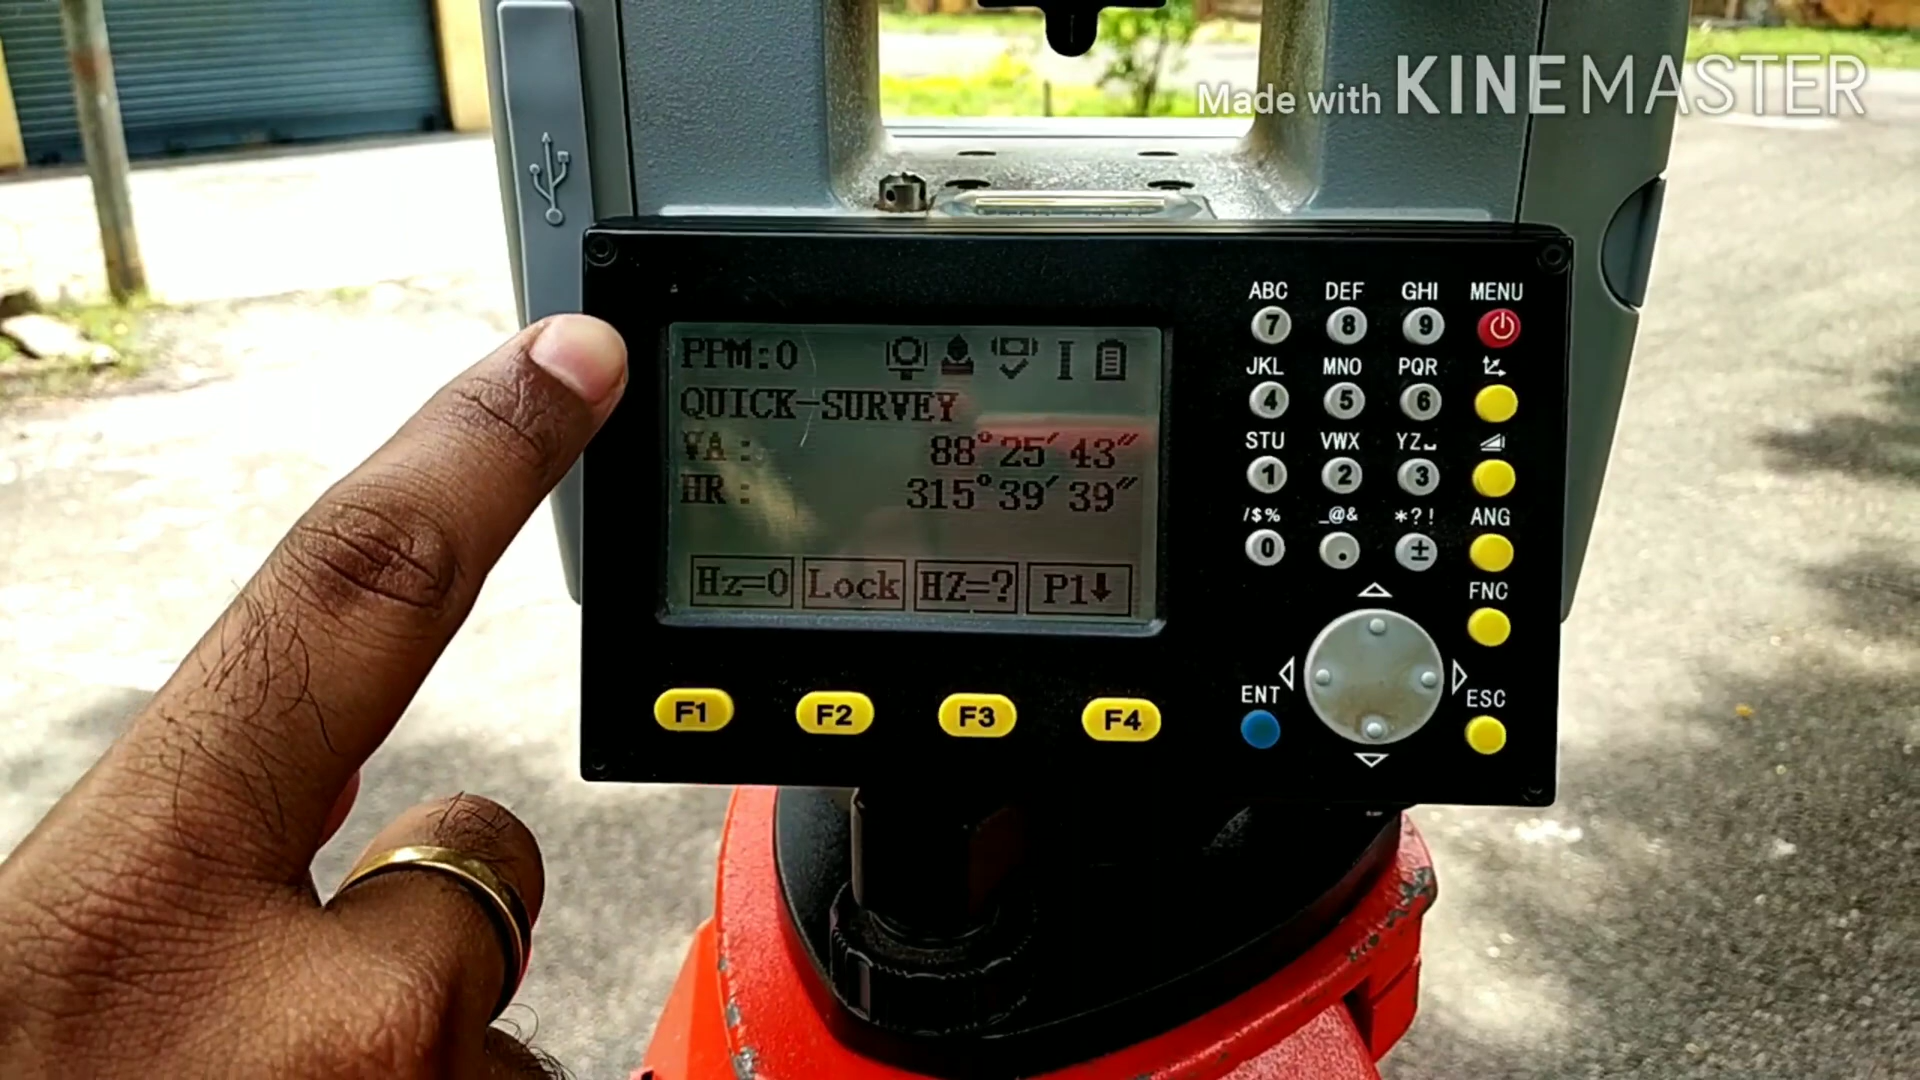 Made with KINEMASTER
PPM:0
QUICK-SURVEY
VA : 88°25′43″
HR : 315°39′39″
Hz=0 Lock HZ=? P1↓
F1 F2 F3 F4
ABC DEF GHI MENU
7 8 9
JKL MNO PQR
4 5 6
STU VWX YZ␣
1 2 3
/$% _@& *?! ANG
0 . ±
FNC
ENT ESC